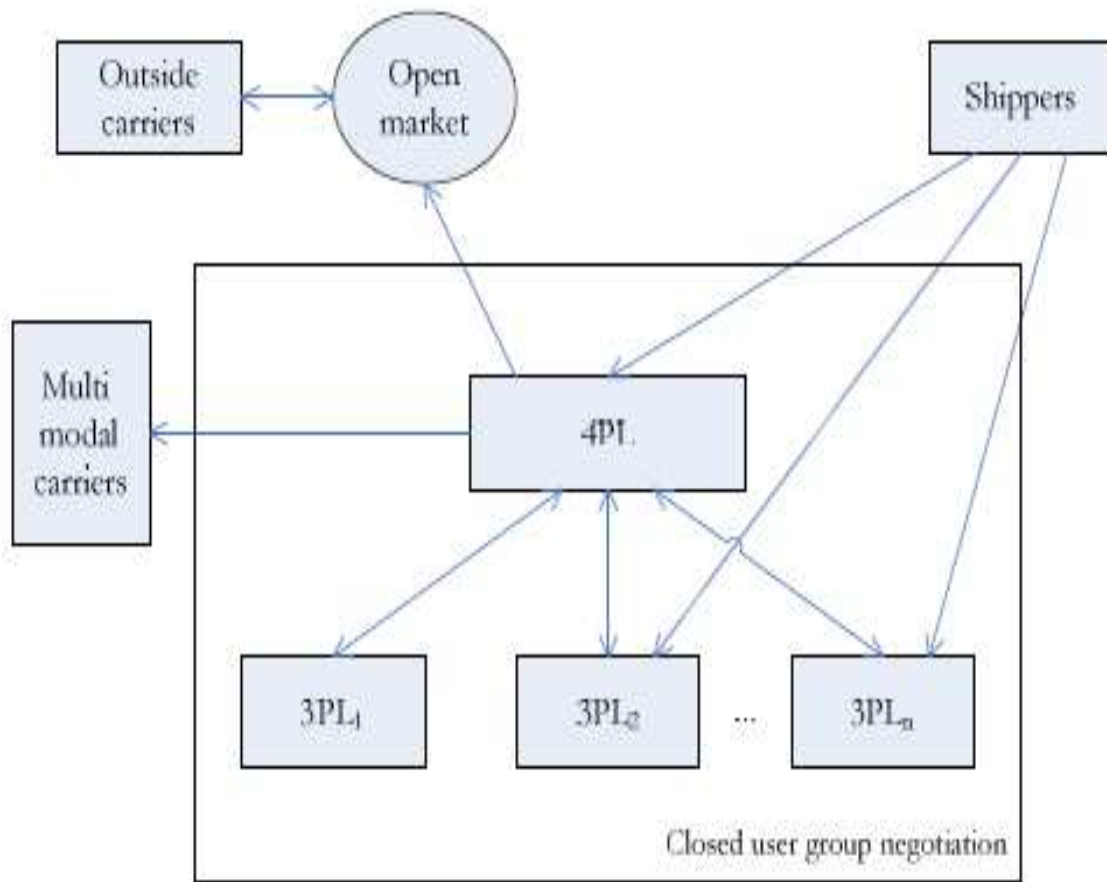 Outside
carriers
Open
market
Shippers
Multi
modal
carriers
4PL
3PL₁
3PL₂
...
3PLₙ
Closed user group negotiation